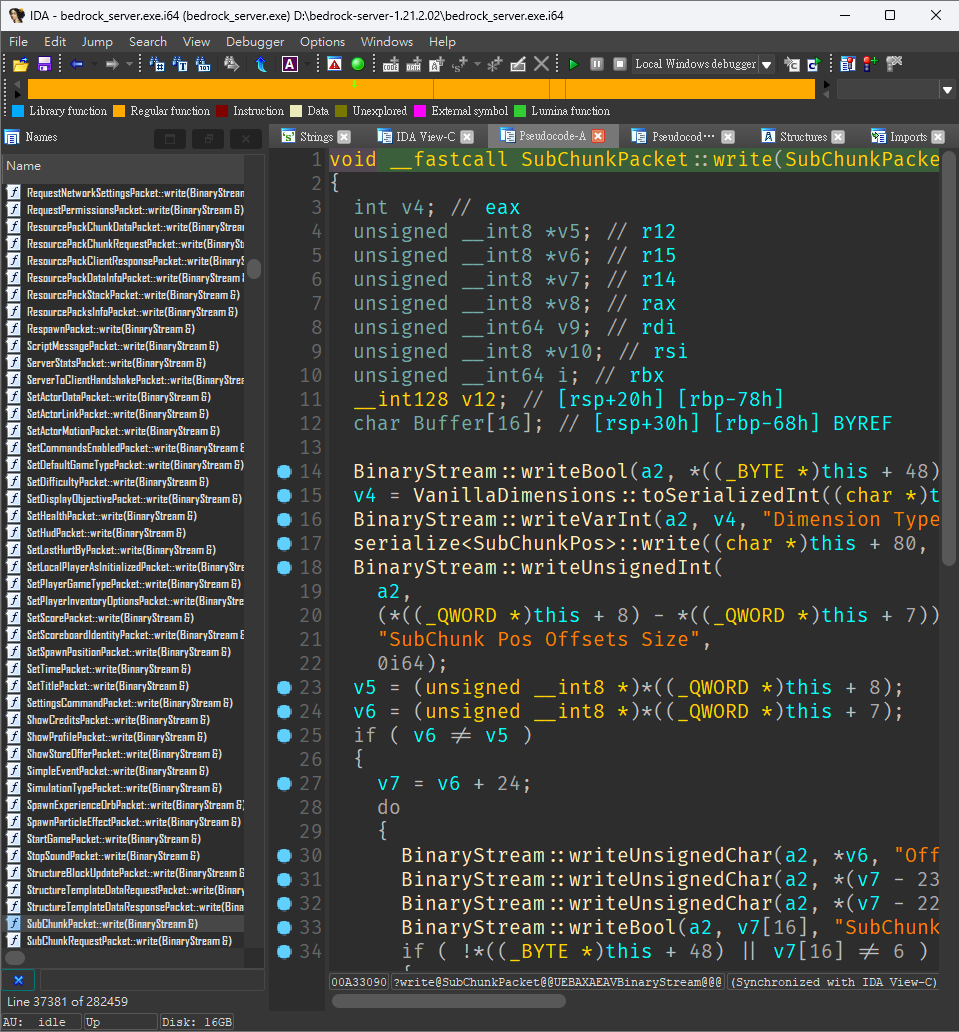 IDA - bedrock_server.exe.i64 (bedrock_server.exe) D:\bedrock-server-1.21.2.02\bedrock_server.exe.i64
File Edit Jump Search View Debugger Options Windows Help
Local Windows debugger
Library function Regular function Instruction Data Unexplored External symbol Lumina function
Names
Strings IDA View-C Pseudocode-A Pseudocod⋯ Structures Imports
Name
RequestNetworkSettingsPacket::write(BinaryStream
RequestPermissionsPacket::write(BinaryStream &)
ResourcePackChunkDataPacket::write(BinaryStream
ResourcePackChunkRequestPacket::write(BinaryStr
ResourcePackClientResponsePacket::write(BinaryS
ResourcePackDataInfoPacket::write(BinaryStream &
ResourcePackStackPacket::write(BinaryStream &)
ResourcePacksInfoPacket::write(BinaryStream &)
RespawnPacket::write(BinaryStream &)
ScriptMessagePacket::write(BinaryStream &)
ServerStatsPacket::write(BinaryStream &)
ServerToClientHandshakePacket::write(BinaryStrea
SetActorDataPacket::write(BinaryStream &)
SetActorLinkPacket::write(BinaryStream &)
SetActorMotionPacket::write(BinaryStream &)
SetCommandsEnabledPacket::write(BinaryStream &
SetDefaultGameTypePacket::write(BinaryStream &)
SetDifficultyPacket::write(BinaryStream &)
SetDisplayObjectivePacket::write(BinaryStream &)
SetHealthPacket::write(BinaryStream &)
SetHudPacket::write(BinaryStream &)
SetLastHurtByPacket::write(BinaryStream &)
SetLocalPlayerAsInitializedPacket::write(BinaryStre
SetPlayerGameTypePacket::write(BinaryStream &)
SetPlayerInventoryOptionsPacket::write(BinaryStre
SetScorePacket::write(BinaryStream &)
SetScoreboardIdentityPacket::write(BinaryStream &
SetSpawnPositionPacket::write(BinaryStream &)
SetTimePacket::write(BinaryStream &)
SetTitlePacket::write(BinaryStream &)
SettingsCommandPacket::write(BinaryStream &)
ShowCreditsPacket::write(BinaryStream &)
ShowProfilePacket::write(BinaryStream &)
ShowStoreOfferPacket::write(BinaryStream &)
SimpleEventPacket::write(BinaryStream &)
SimulationTypePacket::write(BinaryStream &)
SpawnExperienceOrbPacket::write(BinaryStream &)
SpawnParticleEffectPacket::write(BinaryStream &)
StartGamePacket::write(BinaryStream &)
StopSoundPacket::write(BinaryStream &)
StructureBlockUpdatePacket::write(BinaryStream &
StructureTemplateDataRequestPacket::write(Binary
StructureTemplateDataResponsePacket::write(Bina
SubChunkPacket::write(BinaryStream &)
SubChunkRequestPacket::write(BinaryStream &)
Line 37381 of 282459
1 void __fastcall SubChunkPacket::write(SubChunkPacke
2 {
3 int v4; // eax
4 unsigned __int8 *v5; // r12
5 unsigned __int8 *v6; // r15
6 unsigned __int8 *v7; // r14
7 unsigned __int8 *v8; // rax
8 unsigned __int64 v9; // rdi
9 unsigned __int8 *v10; // rsi
10 unsigned __int64 i; // rbx
11 __int128 v12; // [rsp+20h] [rbp-78h]
12 char Buffer[16]; // [rsp+30h] [rbp-68h] BYREF
13
14 BinaryStream::writeBool(a2, *((_BYTE *)this + 48)
15 v4 = VanillaDimensions::toSerializedInt((char *)t
16 BinaryStream::writeVarInt(a2, v4, "Dimension Type
17 serialize<SubChunkPos>::write((char *)this + 80,
18 BinaryStream::writeUnsignedInt(
19 a2,
20 (*((_QWORD *)this + 8) - *((_QWORD *)this + 7))
21 "SubChunk Pos Offsets Size",
22 0i64);
23 v5 = (unsigned __int8 *)*((_QWORD *)this + 8);
24 v6 = (unsigned __int8 *)*((_QWORD *)this + 7);
25 if ( v6 ≠ v5 )
26 {
27 v7 = v6 + 24;
28 do
29 {
30 BinaryStream::writeUnsignedChar(a2, *v6, "Off
31 BinaryStream::writeUnsignedChar(a2, *(v7 - 23
32 BinaryStream::writeUnsignedChar(a2, *(v7 - 22
33 BinaryStream::writeBool(a2, v7[16], "SubChunk
34 if ( !*((_BYTE *)this + 48) || v7[16] ≠ 6 )
00A33090 ?write@SubChunkPacket@@UEBAXAEAVBinaryStream@@@ (Synchronized with IDA View-C)
AU: idle Up Disk: 16GB